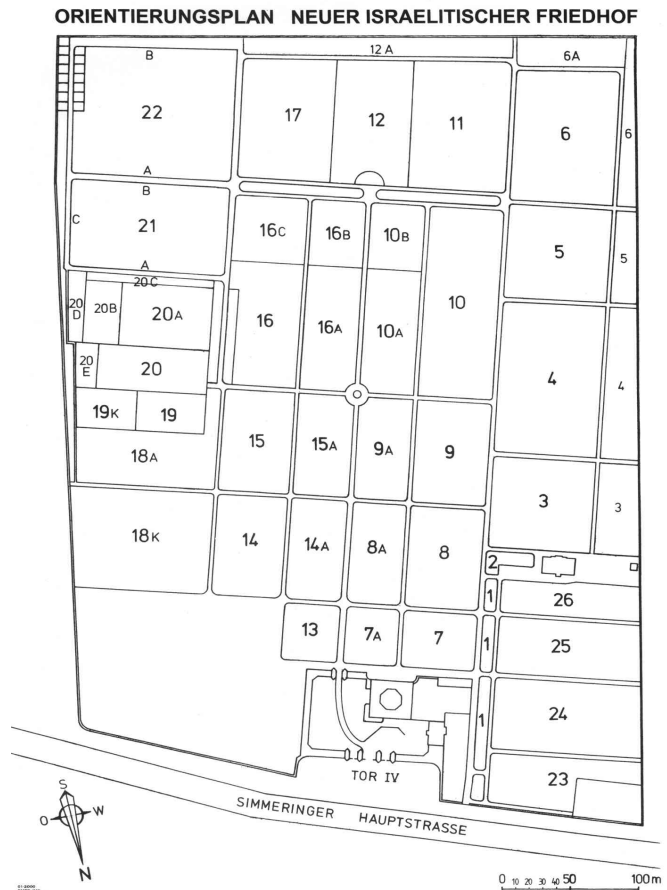 ORIENTIERUNGSPLAN NEUER ISRAELITISCHER FRIEDHOF
12 A
6A
B
22
17
12
11
6
6
A
B
C
21
16C
16B
10B
5
5
A
20C
20D
20B
20A
16
16A
10A
10
4
4
20E
20
19K
19
18A
15
15A
9A
9
3
3
18K
14
14A
8A
8
2
1
26
13
7A
7
1
25
1
24
23
TOR IV
SIMMERINGER HAUPTSTRASSE
S
O W
N
0 10 20 30 40 50 100m